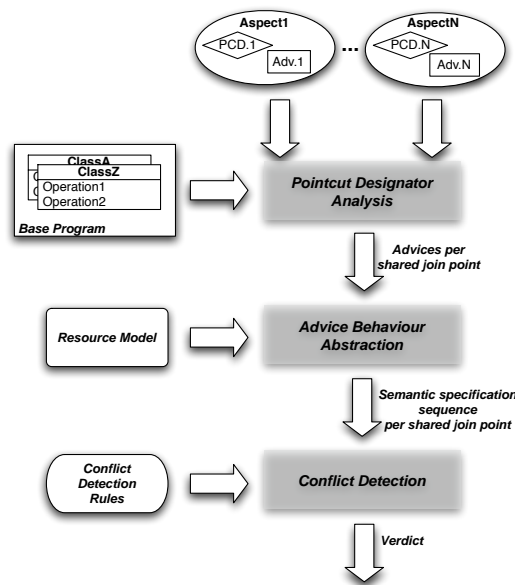 Aspect1
PCD.1
Adv.1
...
AspectN
PCD.N
Adv.N
ClassA
ClassZ
Operation1
Operation2
Base Program
Pointcut Designator
Analysis
Advices per
shared join point
Resource Model
Advice Behaviour
Abstraction
Semantic specification
sequence
per shared join point
Conflict
Detection
Rules
Conflict Detection
Verdict